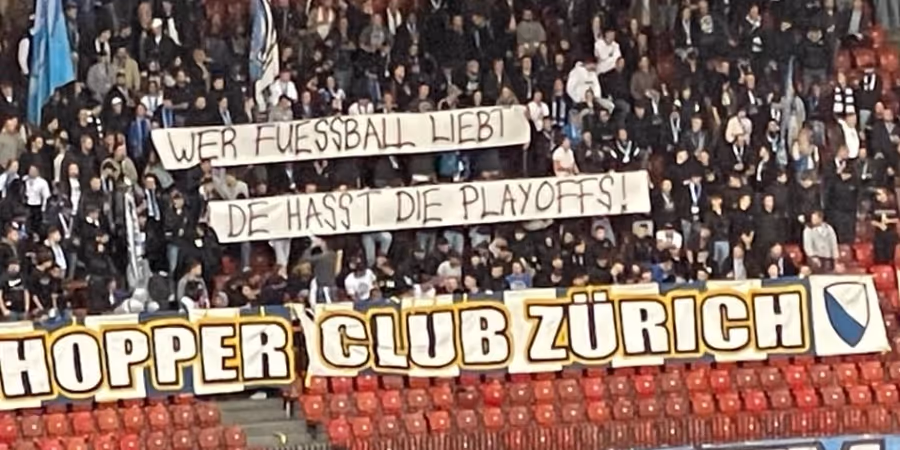 WER FUESSBALL LIEBT
DE HASST DIE PLAYOFFS!
HOPPER CLUB ZÜRICH